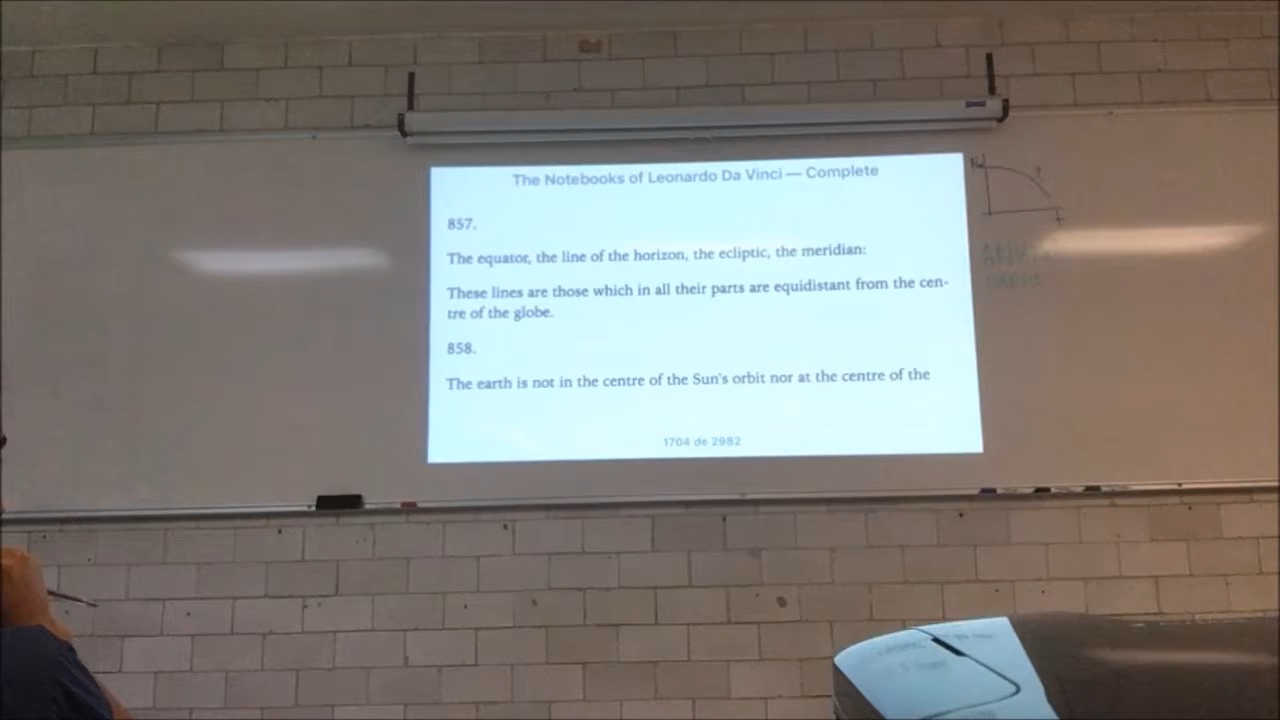 The Notebooks of Leonardo Da Vinci — Complete
857.
The equator, the line of the horizon, the ecliptic, the meridian:
These lines are those which in all their parts are equidistant from the cen-
tre of the globe.
858.
The earth is not in the centre of the Sun's orbit nor at the centre of the
1704 de 2982